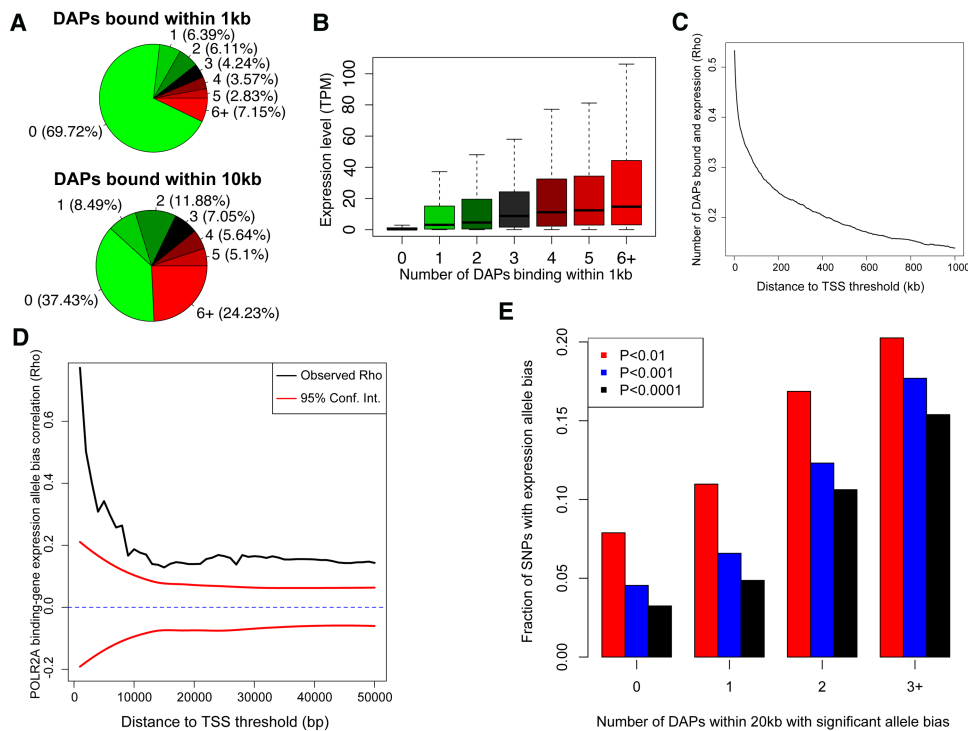 A
DAPs bound within 1kb
1 (6.39%)
2 (6.11%)
3 (4.24%)
4 (3.57%)
5 (2.83%)
6+ (7.15%)
0 (69.72%)
DAPs bound within 10kb
1 (8.49%)
2 (11.88%)
3 (7.05%)
4 (5.64%)
5 (5.1%)
6+ (24.23%)
0 (37.43%)
B
Expression level (TPM)
0 20 40 60 80 100
0 1 2 3 4 5 6+
Number of DAPs binding within 1kb
C
Number of DAPs bound and expression (Rho)
0.2 0.3 0.4 0.5
0 200 400 600 800 1000
Distance to TSS threshold (kb)
D
POLR2A binding-gene expression allele bias correlation (Rho)
-0.2 0.0 0.2 0.4 0.6
Observed Rho
95% Conf. Int.
0 10000 20000 30000 40000 50000
Distance to TSS threshold (bp)
E
Fraction of SNPs with expression allele bias
0.00 0.05 0.10 0.15 0.20
P<0.01
P<0.001
P<0.0001
0 1 2 3+
Number of DAPs within 20kb with significant allele bias